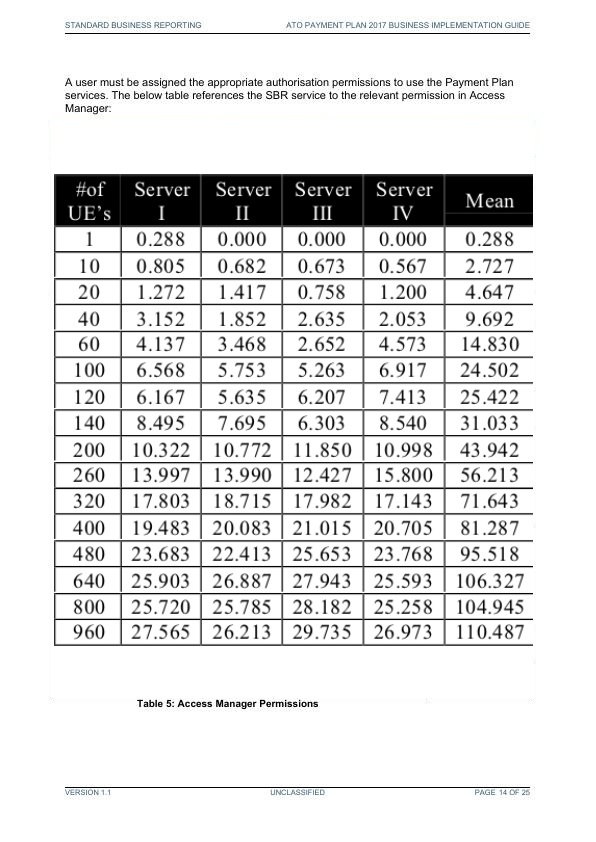 STANDARD BUSINESS REPORTING ATO PAYMENT PLAN 2017 BUSINESS IMPLEMENTATION GUIDE
A user must be assigned the appropriate authorisation permissions to use the Payment Plan
services. The below table references the SBR service to the relevant permission in Access
Manager:
#of UE's Server I Server II Server III Server IV Mean
1 0.288 0.000 0.000 0.000 0.288
10 0.805 0.682 0.673 0.567 2.727
20 1.272 1.417 0.758 1.200 4.647
40 3.152 1.852 2.635 2.053 9.692
60 4.137 3.468 2.652 4.573 14.830
100 6.568 5.753 5.263 6.917 24.502
120 6.167 5.635 6.207 7.413 25.422
140 8.495 7.695 6.303 8.540 31.033
200 10.322 10.772 11.850 10.998 43.942
260 13.997 13.990 12.427 15.800 56.213
320 17.803 18.715 17.982 17.143 71.643
400 19.483 20.083 21.015 20.705 81.287
480 23.683 22.413 25.653 23.768 95.518
640 25.903 26.887 27.943 25.593 106.327
800 25.720 25.785 28.182 25.258 104.945
960 27.565 26.213 29.735 26.973 110.487
Table 5: Access Manager Permissions
VERSION 1.1 UNCLASSIFIED PAGE 14 OF 25